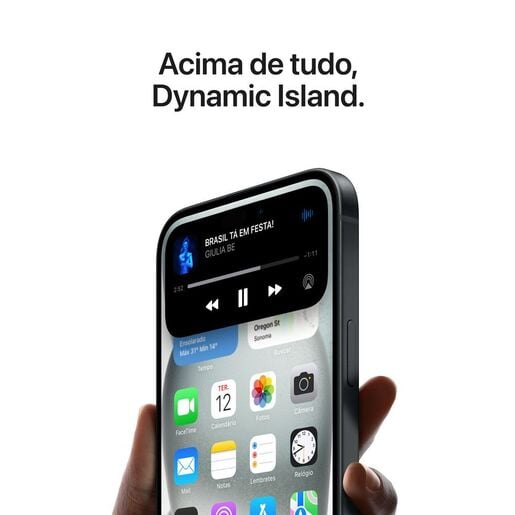 Acima de tudo,
Dynamic Island.
BRASIL TÁ EM FESTA!
GIULIA BE
2:52
-1:11
Ensolarado
Máx 31° Mín 14°
Tempo
Oregon St
Sonoma
Buscar
FaceTime
TER.
12
Calendário
Fotos
Câmera
Mail
Notas
Lembretes
Relógio